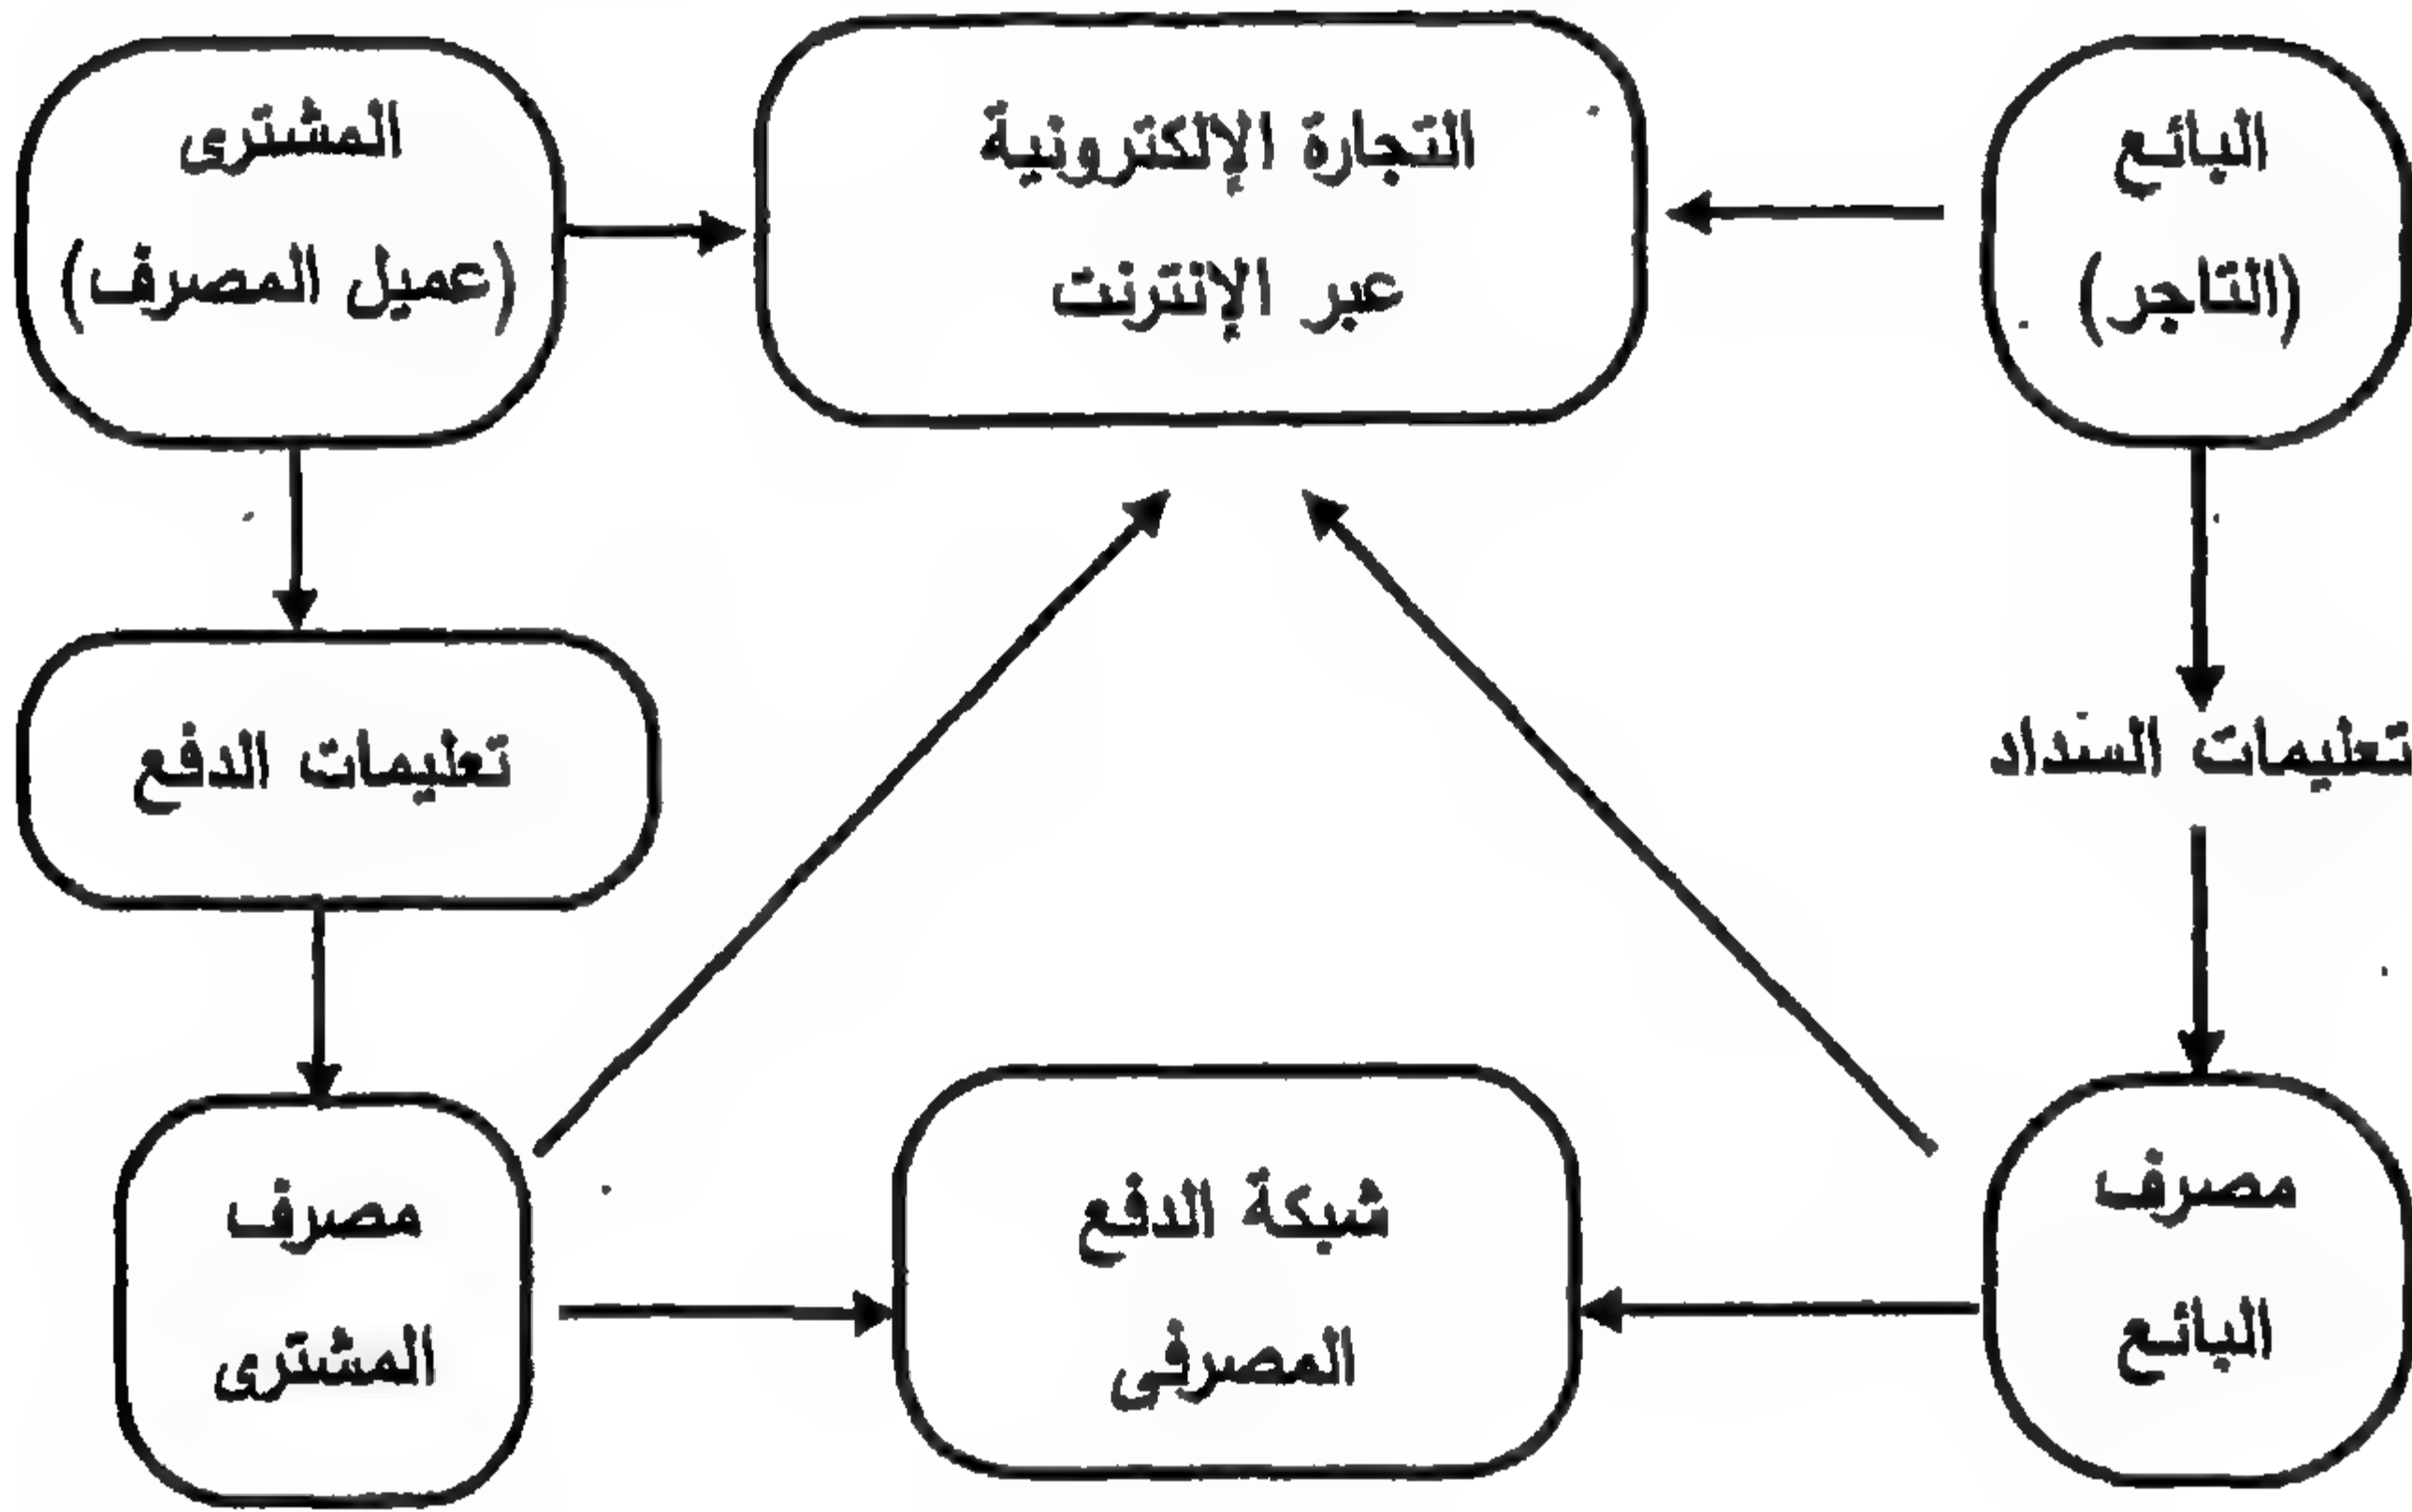 البائع
(التاجر)
التجارة الإلكترونية
عبر الإنترنت
المشترى
(عميل المصرف)
تعليمات السداد
تعليمات الدفع
مصرف
البائع
شبكة الدفع
المصرفى
مصرف
المشترى